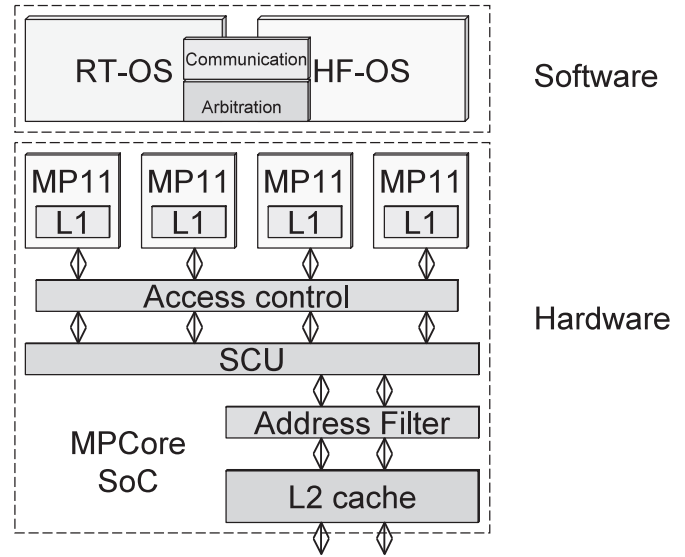 RT-OS
Communication
Arbitration
HF-OS
Software
MP11 MP11 MP11 MP11
L1 L1 L1 L1
Access control
Hardware
SCU
Address Filter
MPCore
SoC
L2 cache